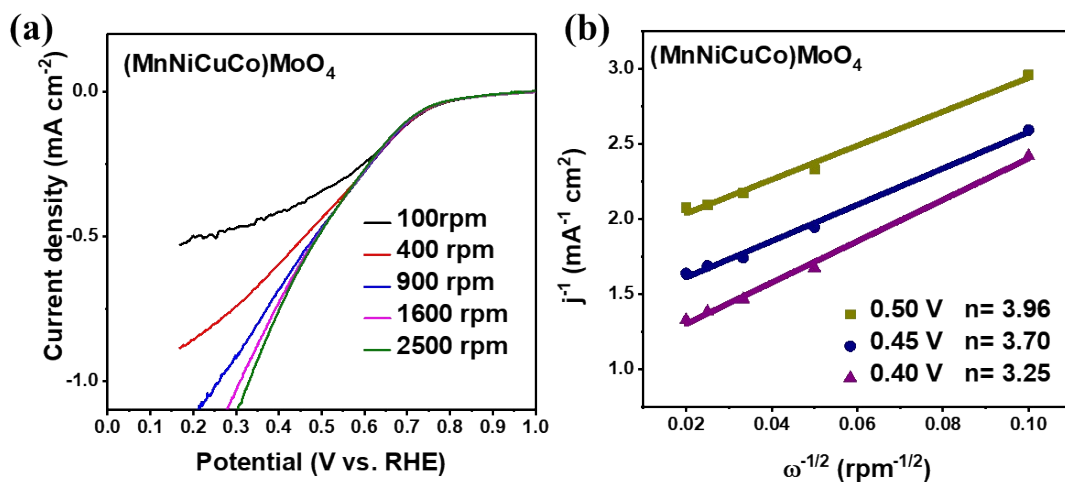 (a)
(MnNiCuCo)MoO₄
Current density (mA cm⁻²)
0.0
-0.5
-1.0
100rpm
400 rpm
900 rpm
1600 rpm
2500 rpm
0.0 0.1 0.2 0.3 0.4 0.5 0.6 0.7 0.8 0.9 1.0
Potential (V vs. RHE)
(b)
(MnNiCuCo)MoO₄
j⁻¹ (mA⁻¹ cm²)
3.0
2.5
2.0
1.5
1.0
0.50 V n= 3.96
0.45 V n= 3.70
0.40 V n= 3.25
0.02 0.04 0.06 0.08 0.10
ω⁻¹/² (rpm⁻¹/²)